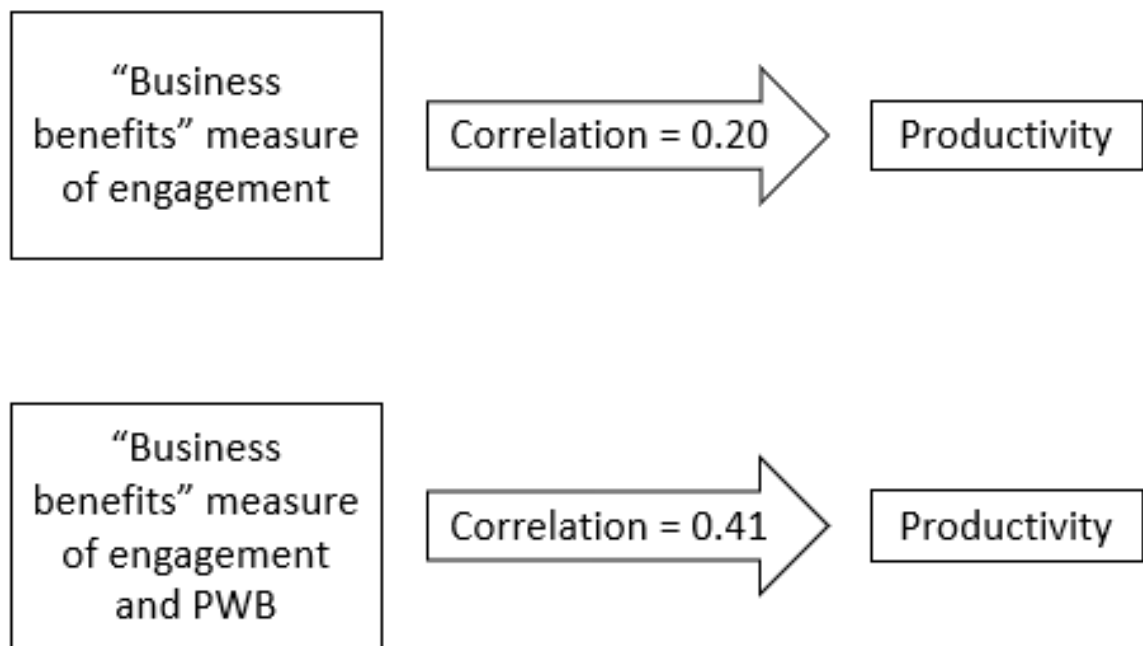 “Business
benefits” measure
of engagement
Correlation = 0.20
Productivity
“Business
benefits” measure
of engagement
and PWB
Correlation = 0.41
Productivity